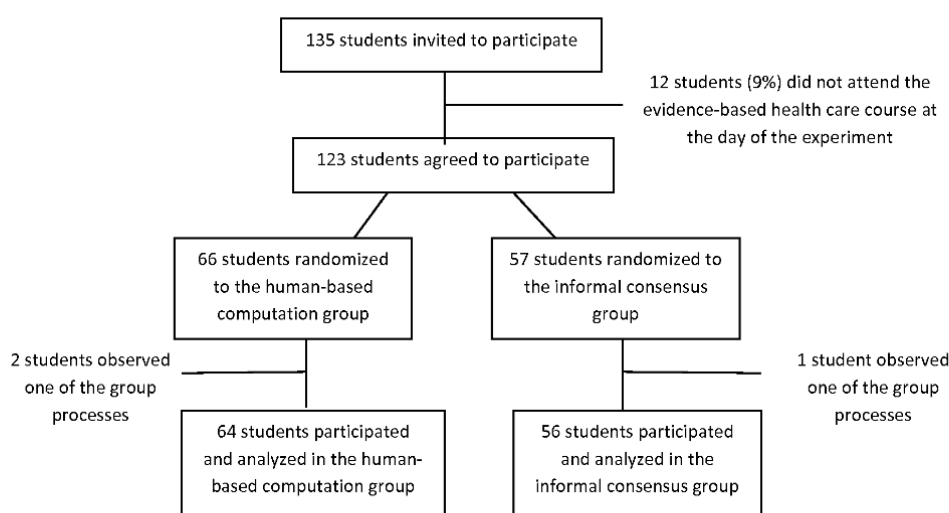 135 students invited to participate
12 students (9%) did not attend the
evidence-based health care course at
the day of the experiment
123 students agreed to participate
66 students randomized
to the human-based
computation group
57 students randomized to
the informal consensus
group
2 students observed
one of the group
processes
1 student observed
one of the group
processes
64 students participated
and analyzed in the human-
based computation group
56 students participated
and analyzed in the
informal consensus group